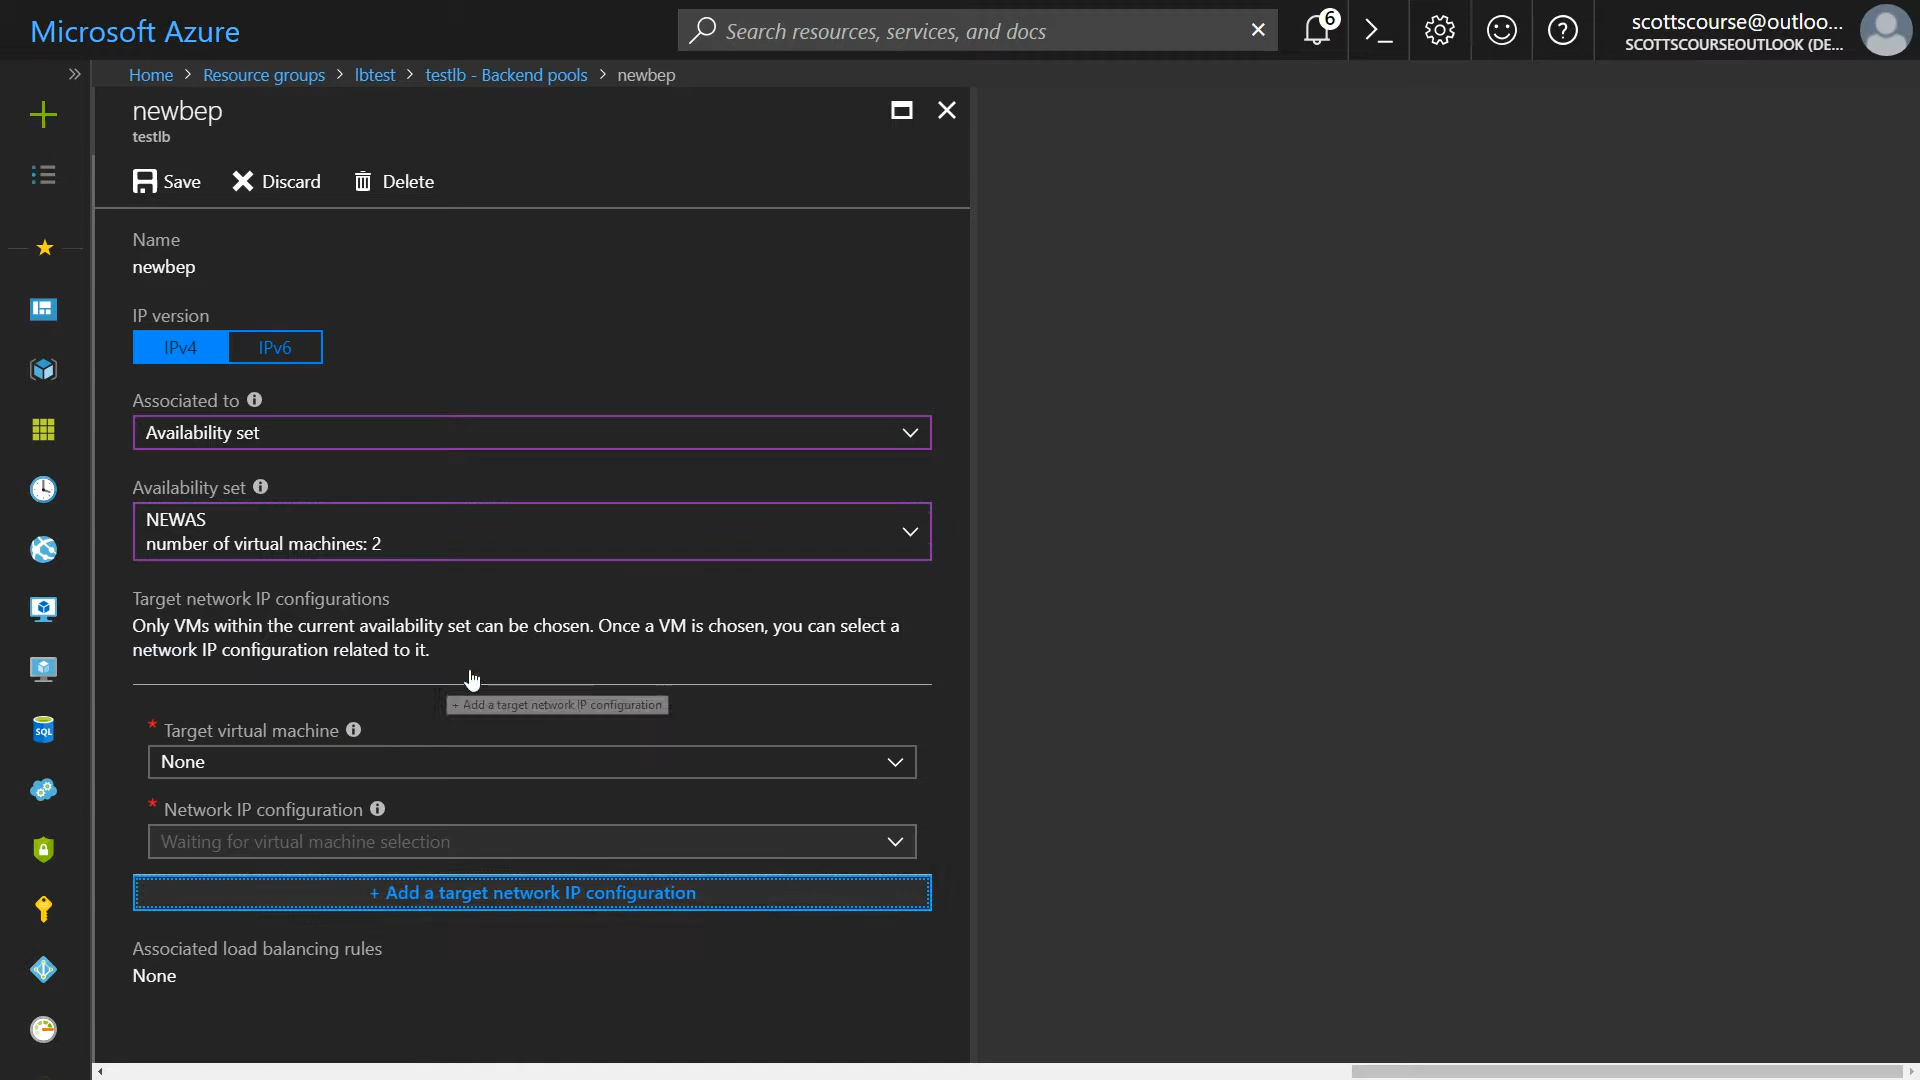 Microsoft Azure
Search resources, services, and docs
6
scottscourse@outloo...
SCOTTSCOURSEOUTLOOK (DE...
Home > Resource groups > lbtest > testlb - Backend pools > newbep
newbep
testlb
Save Discard Delete
Name
newbep
IP version
IPv4 IPv6
Associated to
Availability set
Availability set
NEWAS
number of virtual machines: 2
Target network IP configurations
Only VMs within the current availability set can be chosen. Once a VM is chosen, you can select a
network IP configuration related to it.
+ Add a target network IP configuration
* Target virtual machine
None
* Network IP configuration
Waiting for virtual machine selection
+ Add a target network IP configuration
Associated load balancing rules
None
SQL